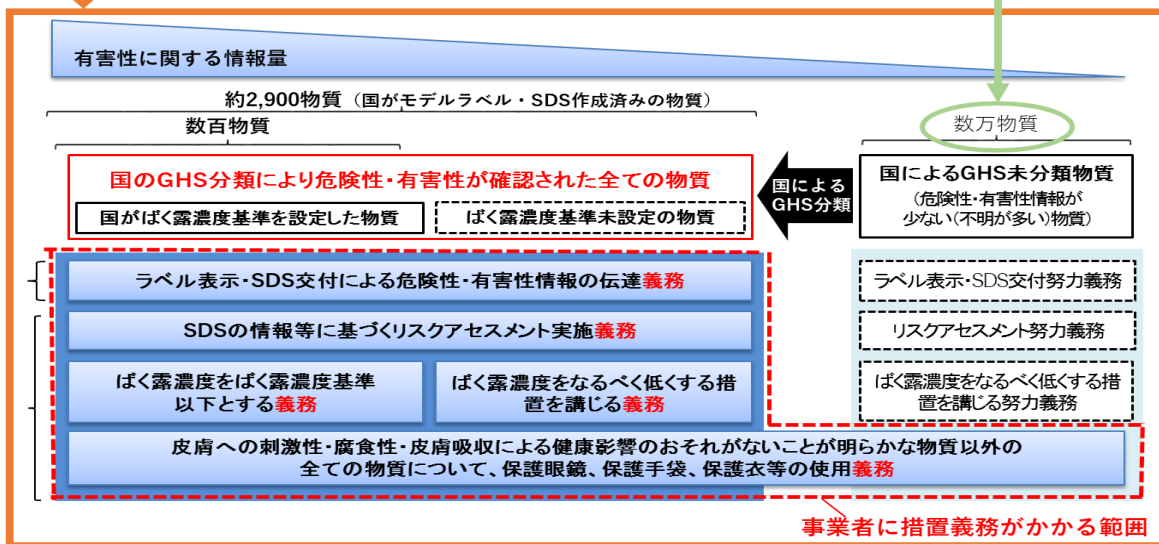 有害性に関する情報量
約2,900物質（国がモデルラベル・SDS作成済みの物質）
数百物質
数万物質
国のGHS分類により危険性・有害性が確認された全ての物質
国がばく露濃度基準を設定した物質
ばく露濃度基準未設定の物質
国による
GHS分類
国によるGHS未分類物質
(危険性・有害性情報が
少ない(不明が多い)物質)
ラベル表示・SDS交付による危険性・有害性情報の伝達義務
ラベル表示・SDS交付努力義務
SDSの情報等に基づくリスクアセスメント実施義務
リスクアセスメント努力義務
ばく露濃度をばく露濃度基準
以下とする義務
ばく露濃度をなるべく低くする措
置を講じる義務
ばく露濃度をなるべく低くする措
置を講じる努力義務
皮膚への刺激性・腐食性・皮膚吸収による健康影響のおそれがないことが明らかな物質以外の
全ての物質について、保護眼鏡、保護手袋、保護衣等の使用義務
事業者に措置義務がかかる範囲